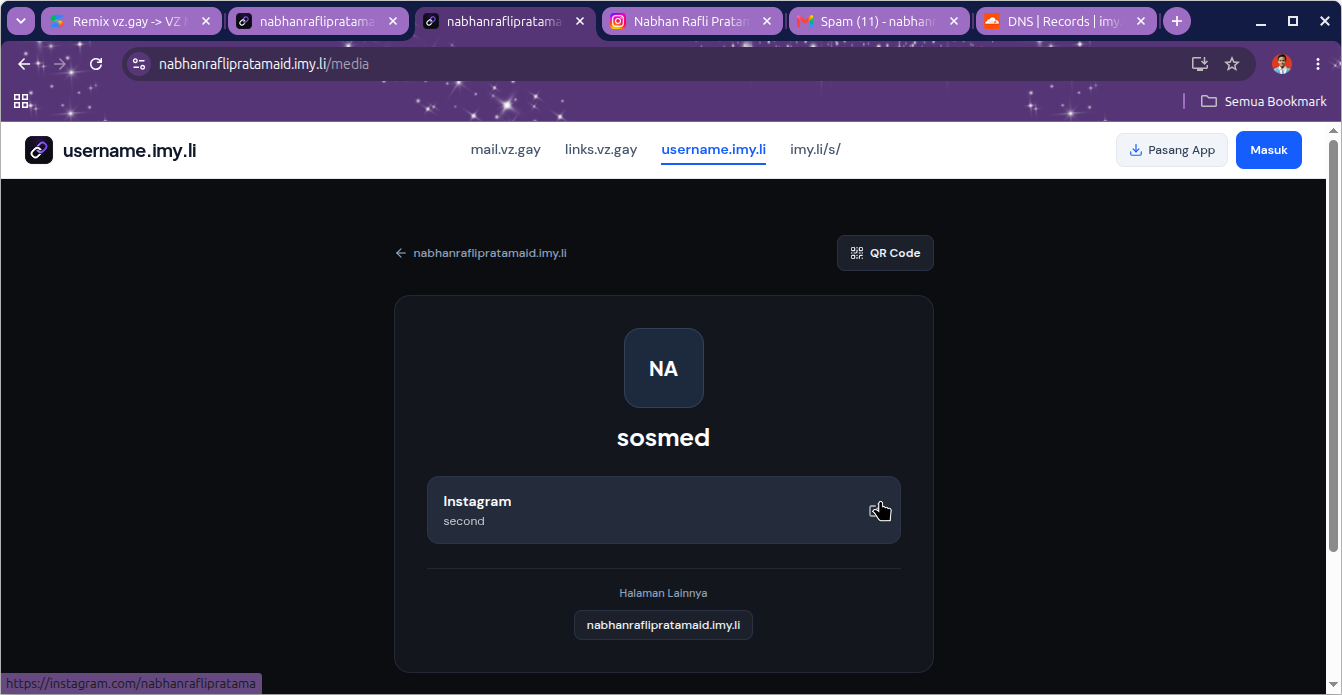 Remix vz.gay -> VZ
nabhanraflipratama
nabhanraflipratama
Nabhan Rafli Pratam
Spam (11) - nabhanr
DNS | Records | imy.
nabhanraflipratamaid.imy.li/media
Semua Bookmark
username.imy.li
mail.vz.gay
links.vz.gay
username.imy.li
imy.li/s/
Pasang App
Masuk
nabhanraflipratamaid.imy.li
QR Code
NA
sosmed
Instagram
second
Halaman Lainnya
nabhanraflipratamaid.imy.li
https://instagram.com/nabhanraflipratama